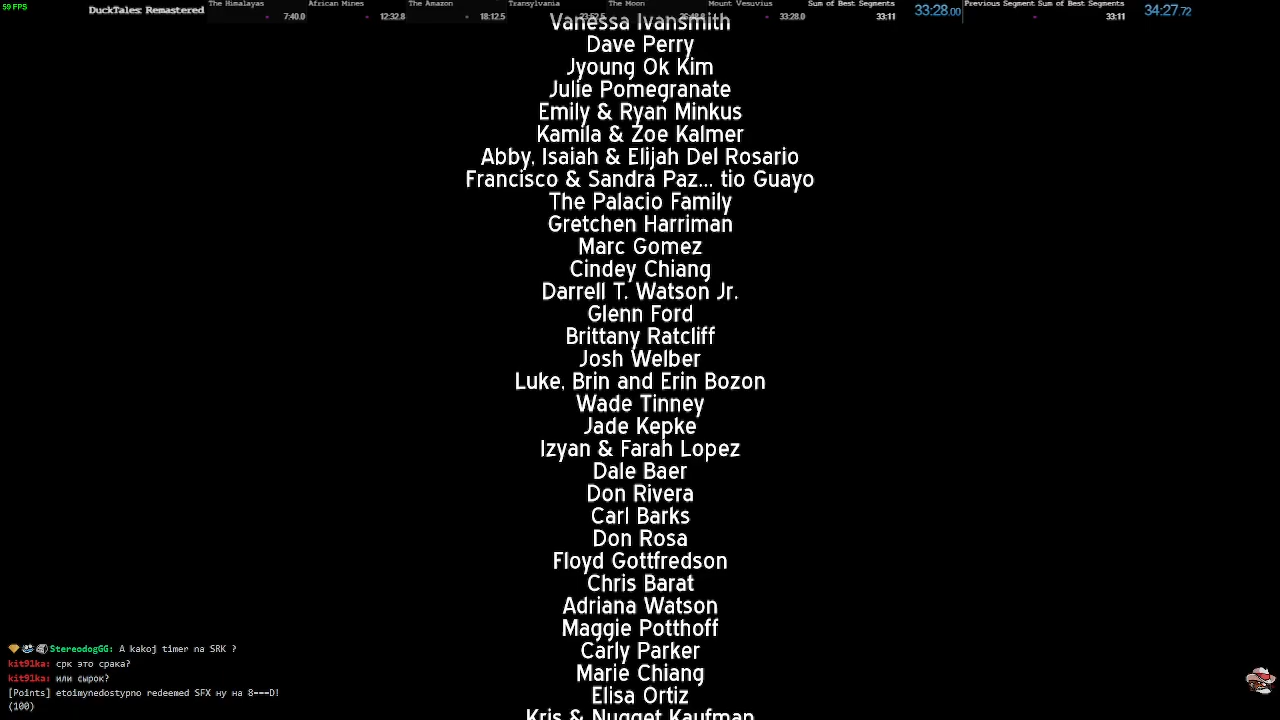 59 FPS
DuckTales: Remastered
The Himalayas African Mines The Amazon Transylvania The Moon Mount Vesuvius Sum of Best Segments
7:40.0 12:32.8 18:12.5 33:28.0 33:11
33:28.00
Previous Segment Sum of Best Segments
33:11
34:27.72
Vanessa Ivansmith
Dave Perry
Jyoung Ok Kim
Julie Pomegranate
Emily & Ryan Minkus
Kamila & Zoe Kalmer
Abby, Isaiah & Elijah Del Rosario
Francisco & Sandra Paz... tio Guayo
The Palacio Family
Gretchen Harriman
Marc Gomez
Cindey Chiang
Darrell T. Watson Jr.
Glenn Ford
Brittany Ratcliff
Josh Welber
Luke, Brin and Erin Bozon
Wade Tinney
Jade Kepke
Izyan & Farah Lopez
Dale Baer
Don Rivera
Carl Barks
Don Rosa
Floyd Gottfredson
Chris Barat
Adriana Watson
Maggie Potthoff
Carly Parker
Marie Chiang
Elisa Ortiz
Kris & Nugget Kaufman
StereodogGG: A kakoj timer na SRK ?
kit91ka: срк это срака?
kit91ka: или сырок?
[Points] etoimynedostypno redeemed SFX ну на 8===D!
(100)